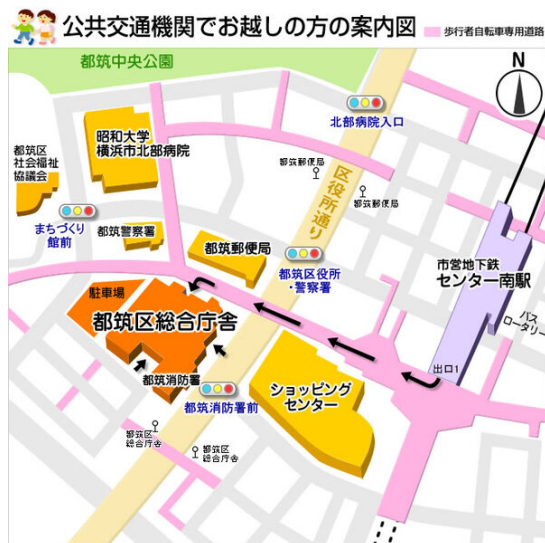 公共交通機関でお越しの方の案内図
歩行者自転車専用道路
都筑中央公園
N
北部病院入口
昭和大学
横浜市北部病院
都筑区
社会福祉
協議会
都筑郵便局
都筑郵便局
区役所通り
まちづくり
館前
都筑警察署
都筑郵便局
都筑区役所
・警察署
市営地下鉄
センター南駅
バス
ロータリー
駐車場
都筑区総合庁舎
出口1
都筑消防署
ショッピング
センター
都筑消防署前
都筑区
総合庁舎
都筑区
総合庁舎